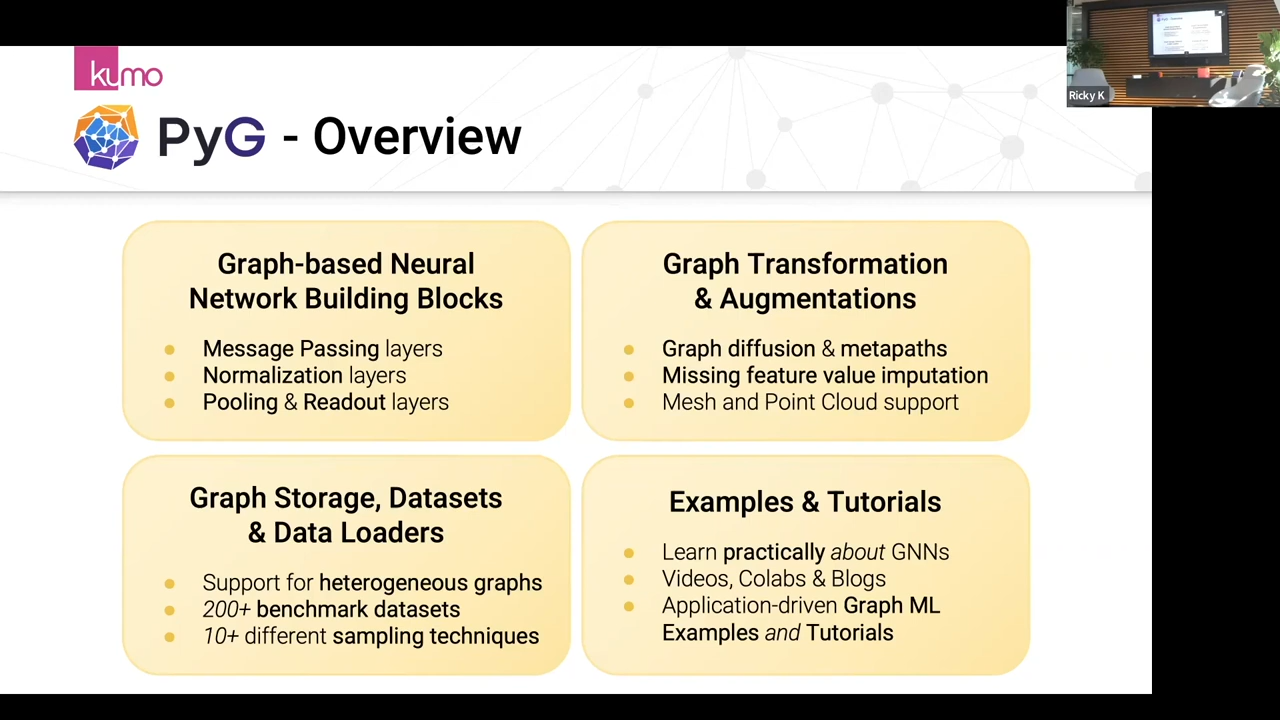 kumo
Ricky K
PyG - Overview
Graph-based Neural
Network Building Blocks
Message Passing layers
Normalization layers
Pooling & Readout layers
Graph Transformation
& Augmentations
Graph diffusion & metapaths
Missing feature value imputation
Mesh and Point Cloud support
Graph Storage, Datasets
& Data Loaders
Support for heterogeneous graphs
200+ benchmark datasets
10+ different sampling techniques
Examples & Tutorials
Learn practically about GNNs
Videos, Colabs & Blogs
Application-driven Graph ML
Examples and Tutorials